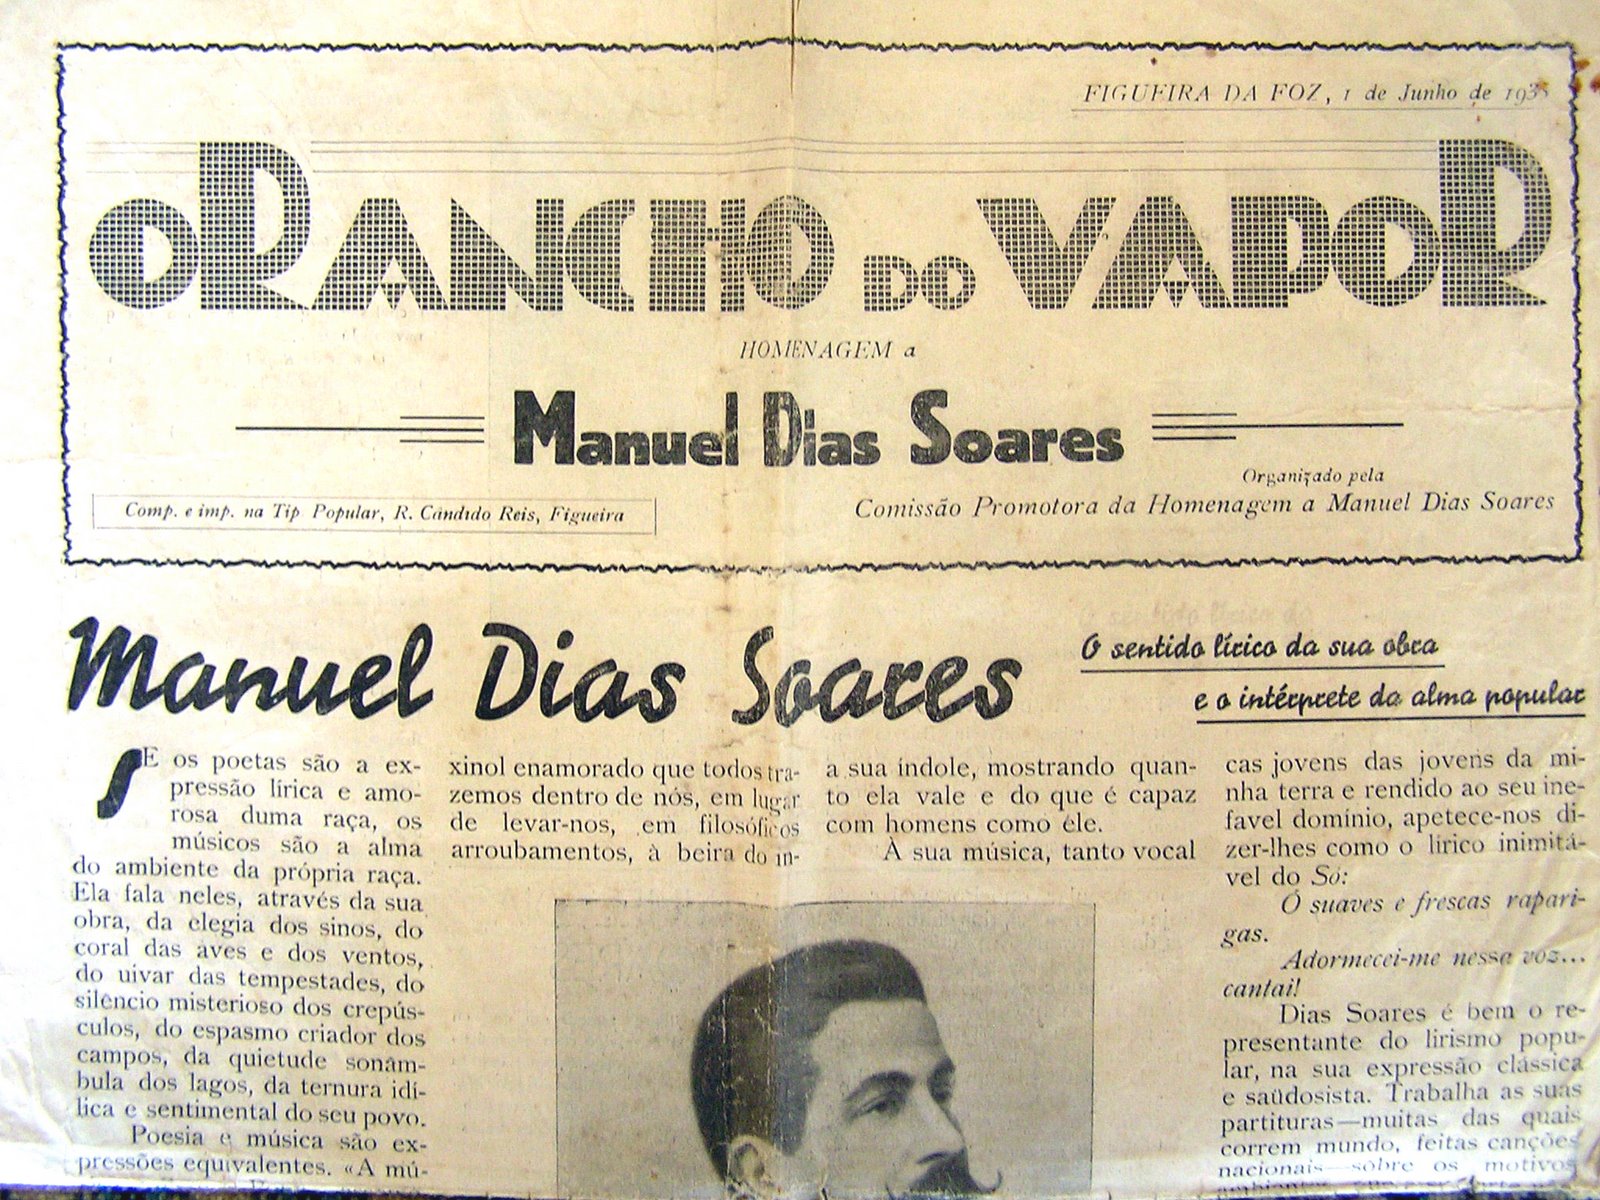 FIGUEIRA DA FOZ, 1 de Junho de
O RANCHO DO VAPOR
HOMENAGEM a
Manuel Dias Soares
Organizado pela
Comissão Promotora da Homenagem a Manuel Dias Soares
Comp. e imp. na Tip Popular, R. Cândido Reis, Figueira
Manuel Dias Soares
O sentido lírico da sua obra
e o intérprete da alma popular
SE os poetas são a ex-
pressão lírica e amo-
rosa duma raça, os
músicos são a alma
do ambiente da própria raça.
Ela fala neles, através da sua
obra, da elegia dos sinos, do
coral das aves e dos ventos,
do uivar das tempestades, do
silêncio misterioso dos crepús-
culos, do espasmo criador dos
campos, da quietude sonâm-
bula dos lagos, da ternura idí-
lica e sentimental do seu povo.
Poesia e música são ex-
pressões equivalentes. «A mú-
xinol enamorado que todos tra-
zemos dentro de nós, em lugar
de levar-nos, em filosóficos
arroubamentos, à beira do in-
a sua índole, mostrando quan-
to ela vale e do que é capaz
com homens como êle.
À sua música, tanto vocal
cas jovens das jovens da mi-
nha terra e rendido ao seu ine-
favel domínio, apetece-nos di-
zer-lhes como o lírico inimitá-
vel do Só:
Ó suaves e frescas rapari-
gas.
Adormecei-me nessa voz...
cantai!
Dias Soares é bem o re-
presentante do lirismo popu-
lar, na sua expressão clássica
e saüdosista. Trabalha as suas
partituras—muitas das quais
correm mundo, feitas canções
nacionais—sôbre os motivos